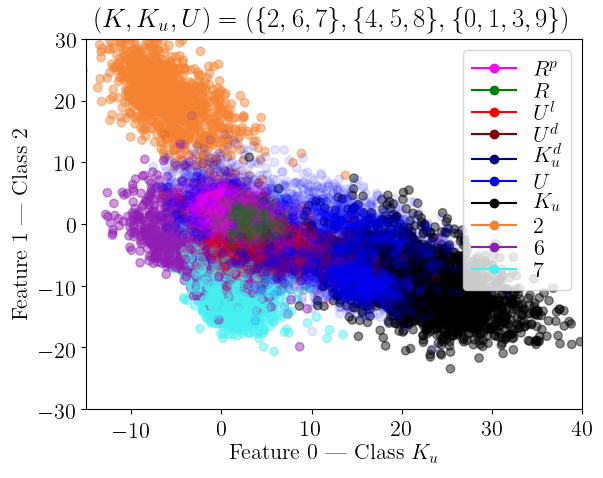 (K, K_u, U) = ({2, 6, 7}, {4, 5, 8}, {0, 1, 3, 9})
30
20
10
0
−10
−20
−30
Feature 1 — Class 2
R^p
R
U^l
U^d
K_u^d
U
K_u
2
6
7
−10
0
10
20
30
40
Feature 0 — Class K_u